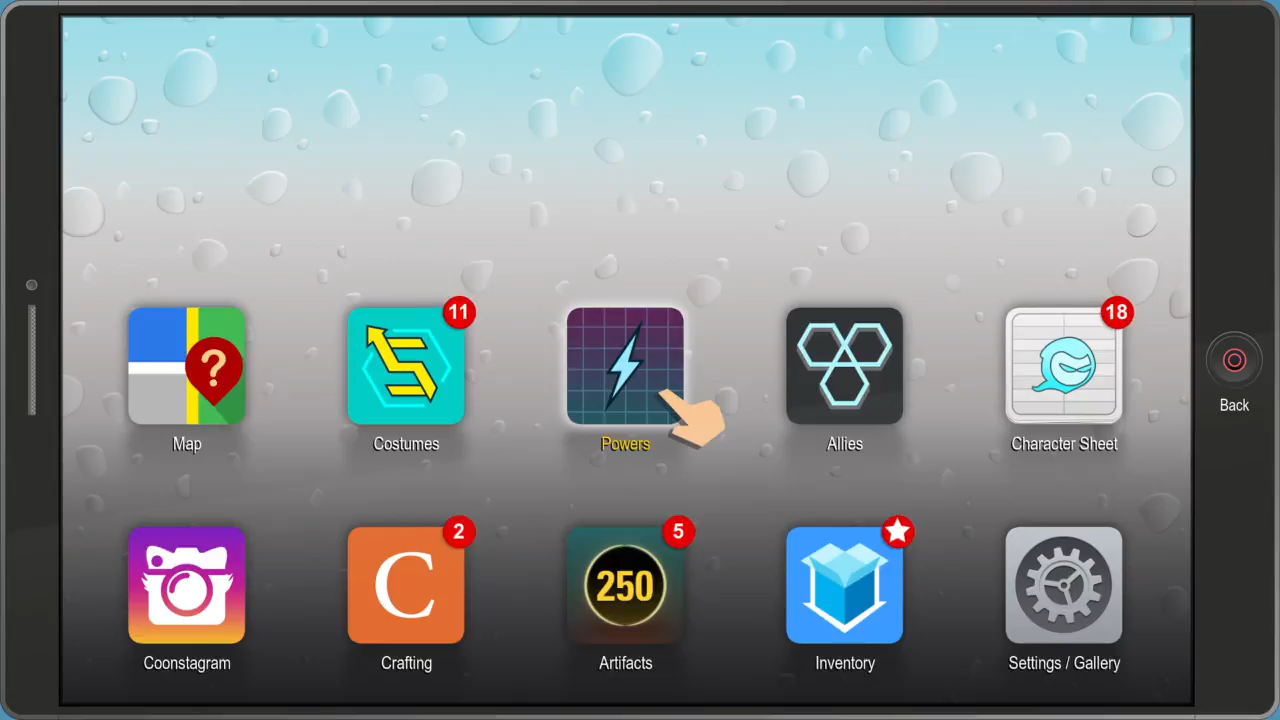 11
18
?
Map
Costumes
Powers
Allies
Character Sheet
Back
2
5
C
250
Coonstagram
Crafting
Artifacts
Inventory
Settings / Gallery